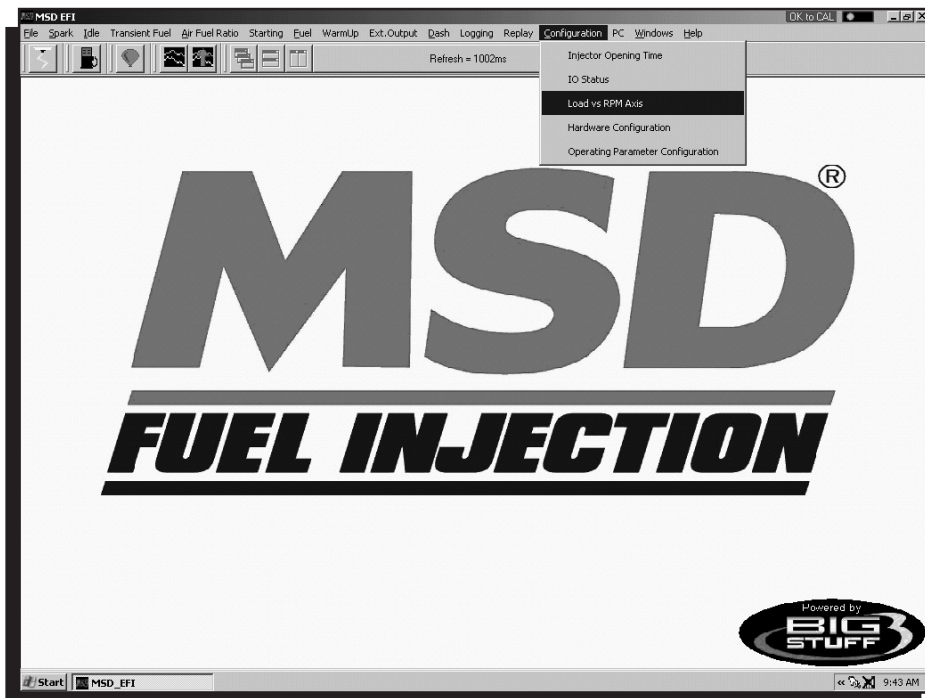 MSD EFI
OK to CAL
File Spark Idle Transient Fuel Air Fuel Ratio Starting Fuel WarmUp Ext.Output Dash Logging Replay Configuration PC Windows Help
Refresh = 1002ms
Injector Opening Time
IO Status
Load vs RPM Axis
Hardware Configuration
Operating Parameter Configuration
MSD®
FUEL INJECTION
Powered by
BIG
STUFF 3
Start
MSD_EFI
«
9:43 AM